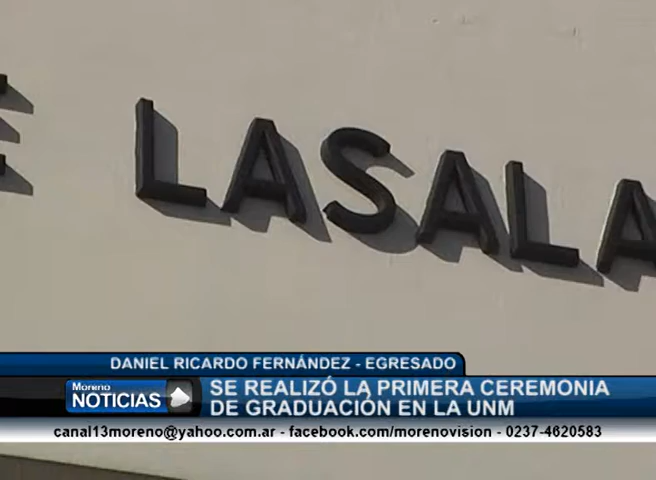 E LASALA
DANIEL RICARDO FERNÁNDEZ - EGRESADO
Moreno
NOTICIAS
SE REALIZÓ LA PRIMERA CEREMONIA
DE GRADUACIÓN EN LA UNM
canal13moreno@yahoo.com.ar - facebook.com/morenovision - 0237-4620583